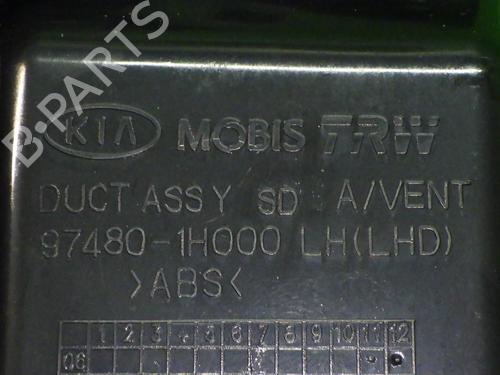 B-PARTS
KIA MOBIS TRW
DUCT ASSY SD A/VENT
97480-1H000 LH(LHD)
>ABS<
1 2 3 4 5 6 7 8 9 10 11 12
06